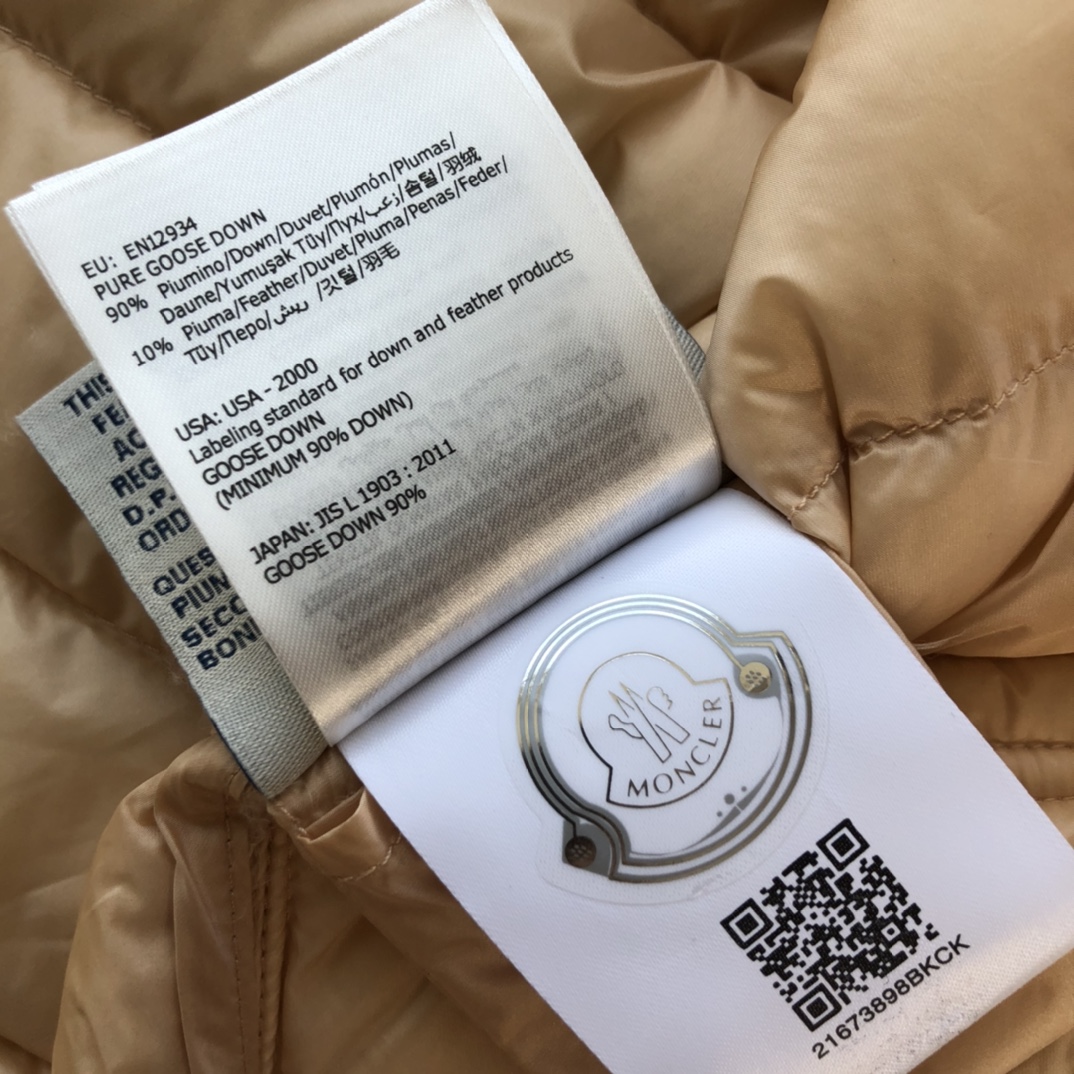 EU: EN12934
PURE GOOSE DOWN
90% Piumino/Down/Duvet/Plumón/Plumas/
Daune/Yumuşak Tüy/Пух/زغب/솜털/羽绒
10% Piuma/Feather/Duvet/Pluma/Penas/Feder/
Tüy/Перо/ريش/깃털/羽毛
USA: USA - 2000
Labeling standard for down and feather products
GOOSE DOWN
(MINIMUM 90% DOWN)
JAPAN: JIS L 1903 : 2011
GOOSE DOWN 90%
THIS
FE
AC
REG
D.P.
ORD
QUES
PIUM
SECO
BONI
MONCLER
21673898BKCK